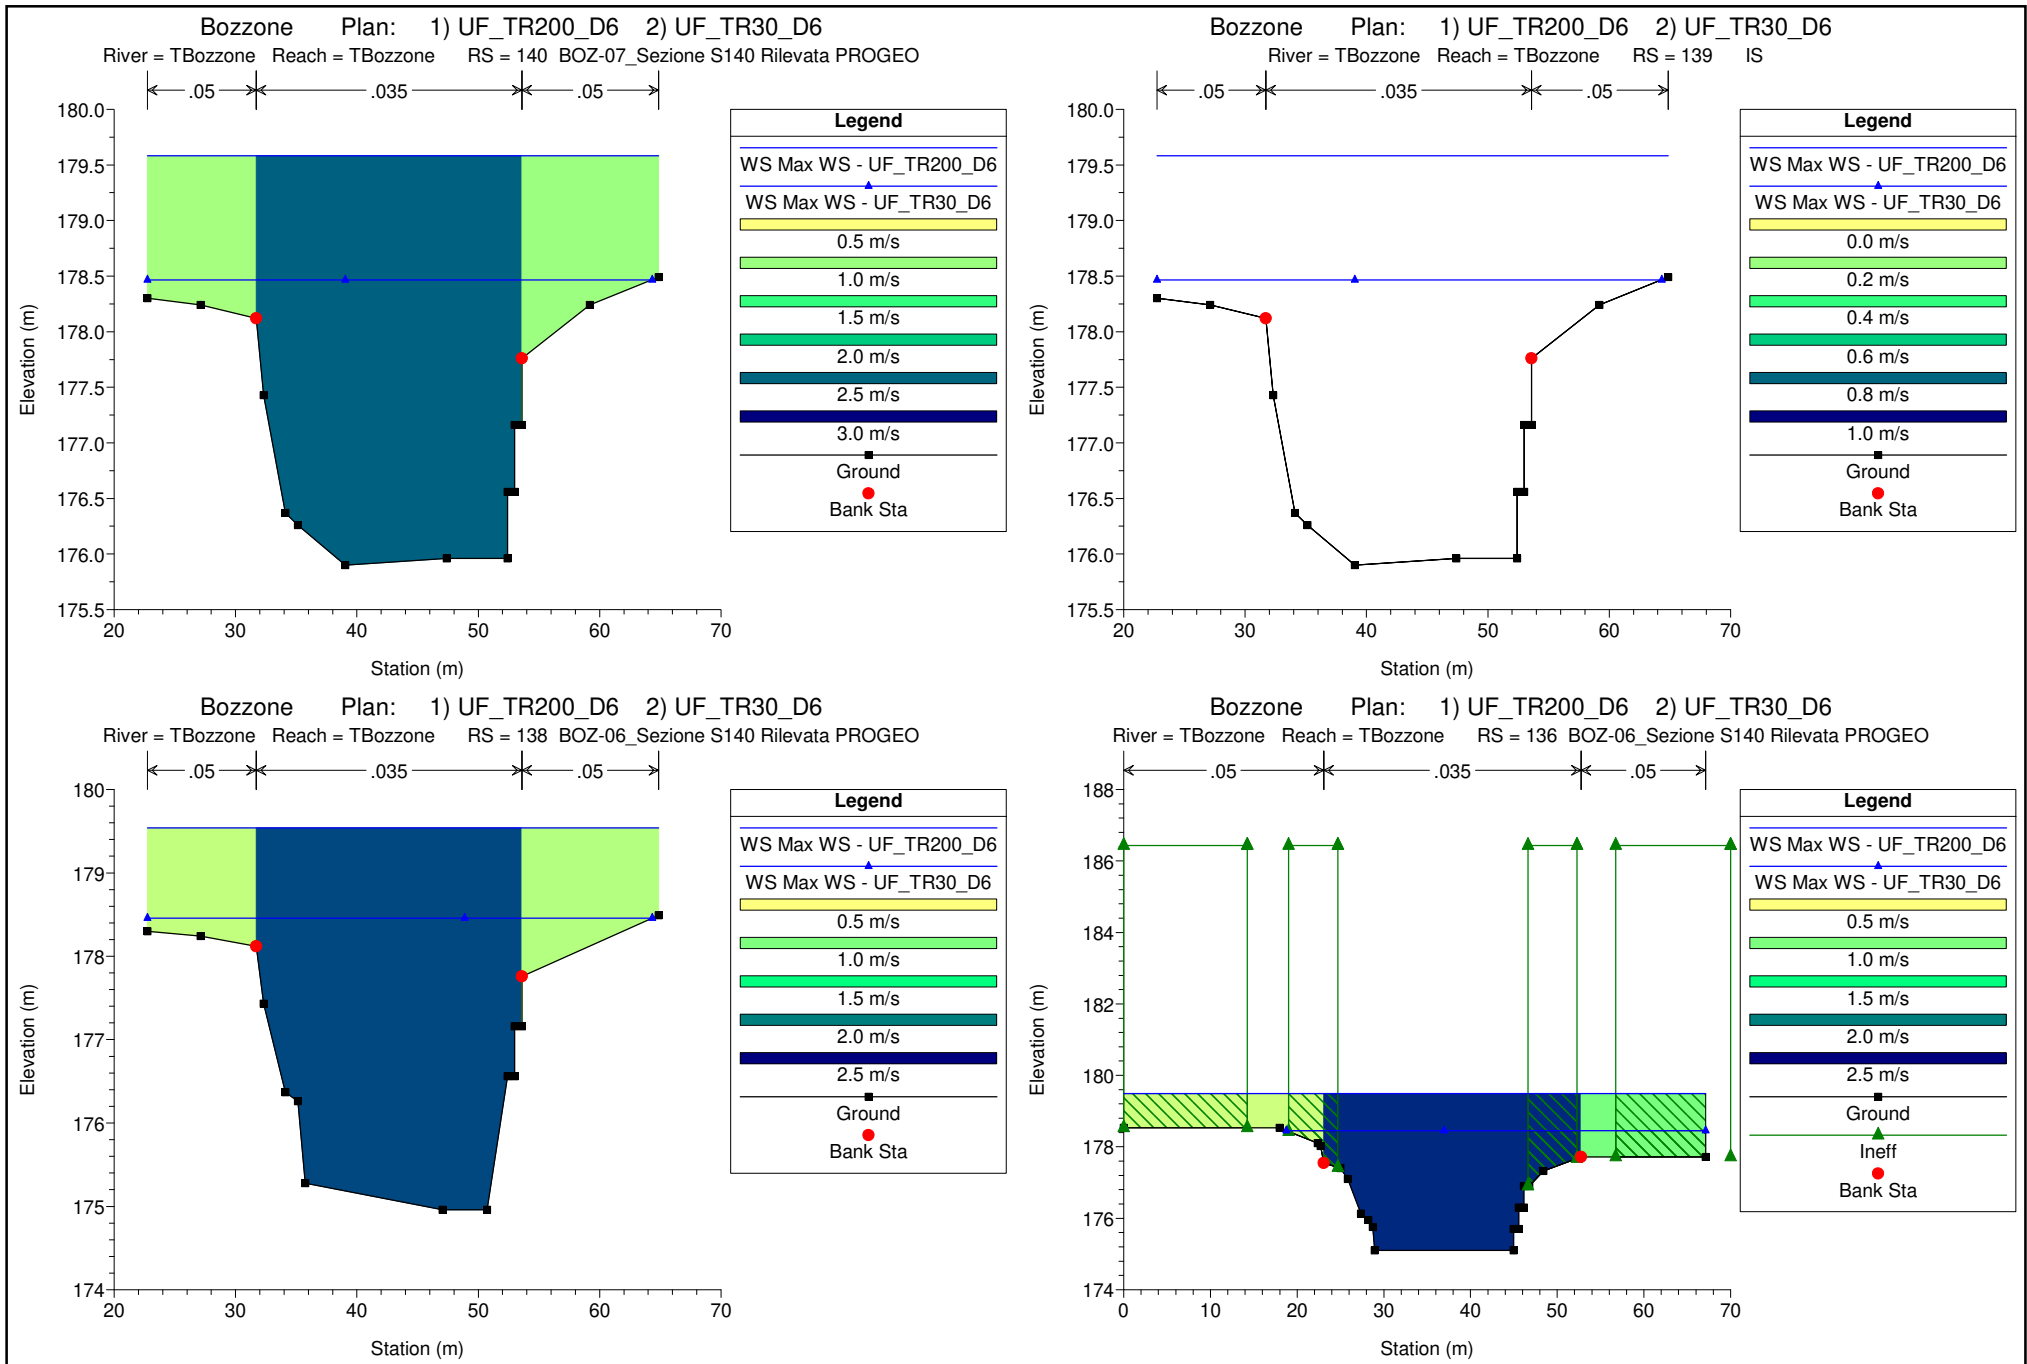 Bozzone Plan: 1) UF_TR200_D6 2) UF_TR30_D6
River = TBozzone Reach = TBozzone RS = 140 BOZ-07_Sezione S140 Rilevata PROGEO
.05 .035 .05
180.0
179.5
179.0
178.5
178.0
177.5
177.0
176.5
176.0
175.5
Elevation (m)
20 30 40 50 60 70
Station (m)
Legend
WS Max WS - UF_TR200_D6
WS Max WS - UF_TR30_D6
0.5 m/s
1.0 m/s
1.5 m/s
2.0 m/s
2.5 m/s
3.0 m/s
Ground
Bank Sta
Bozzone Plan: 1) UF_TR200_D6 2) UF_TR30_D6
River = TBozzone Reach = TBozzone RS = 139 IS
.05 .035 .05
180.0
179.5
179.0
178.5
178.0
177.5
177.0
176.5
176.0
175.5
Elevation (m)
20 30 40 50 60 70
Station (m)
Legend
WS Max WS - UF_TR200_D6
WS Max WS - UF_TR30_D6
0.0 m/s
0.2 m/s
0.4 m/s
0.6 m/s
0.8 m/s
1.0 m/s
Ground
Bank Sta
Bozzone Plan: 1) UF_TR200_D6 2) UF_TR30_D6
River = TBozzone Reach = TBozzone RS = 138 BOZ-06_Sezione S140 Rilevata PROGEO
.05 .035 .05
180
179
178
177
176
175
174
Elevation (m)
20 30 40 50 60 70
Station (m)
Legend
WS Max WS - UF_TR200_D6
WS Max WS - UF_TR30_D6
0.5 m/s
1.0 m/s
1.5 m/s
2.0 m/s
2.5 m/s
Ground
Bank Sta
Bozzone Plan: 1) UF_TR200_D6 2) UF_TR30_D6
River = TBozzone Reach = TBozzone RS = 136 BOZ-06_Sezione S140 Rilevata PROGEO
.05 .035 .05
188
186
184
182
180
178
176
174
Elevation (m)
0 10 20 30 40 50 60 70
Station (m)
Legend
WS Max WS - UF_TR200_D6
WS Max WS - UF_TR30_D6
0.5 m/s
1.0 m/s
1.5 m/s
2.0 m/s
2.5 m/s
Ground
Ineff
Bank Sta